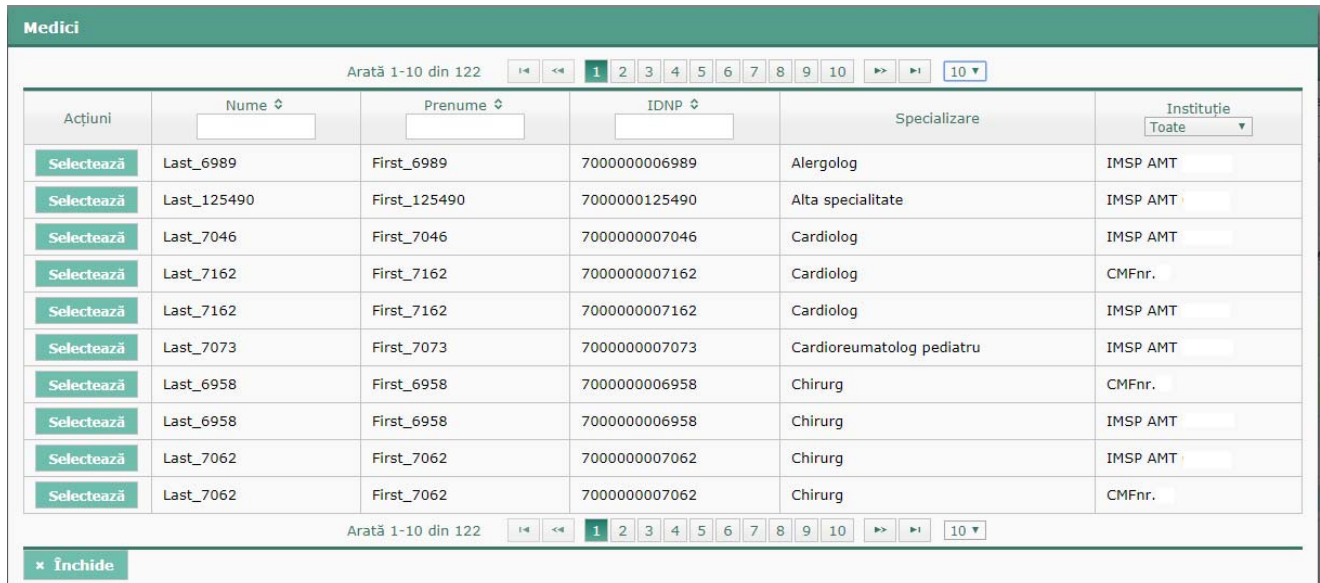 Medici
Arată 1-10 din 122 1 2 3 4 5 6 7 8 9 10 10
Acțiuni Nume Prenume IDNP Specializare Instituție
Toate
Selectează Last_6989 First_6989 7000000006989 Alergolog IMSP AMT
Selectează Last_125490 First_125490 7000000125490 Alta specialitate IMSP AMT
Selectează Last_7046 First_7046 7000000007046 Cardiolog IMSP AMT
Selectează Last_7162 First_7162 7000000007162 Cardiolog CMFnr.
Selectează Last_7162 First_7162 7000000007162 Cardiolog IMSP AMT
Selectează Last_7073 First_7073 7000000007073 Cardioreumatolog pediatru IMSP AMT
Selectează Last_6958 First_6958 7000000006958 Chirurg CMFnr.
Selectează Last_6958 First_6958 7000000006958 Chirurg IMSP AMT
Selectează Last_7062 First_7062 7000000007062 Chirurg IMSP AMT
Selectează Last_7062 First_7062 7000000007062 Chirurg CMFnr.
Arată 1-10 din 122 1 2 3 4 5 6 7 8 9 10 10
× Închide